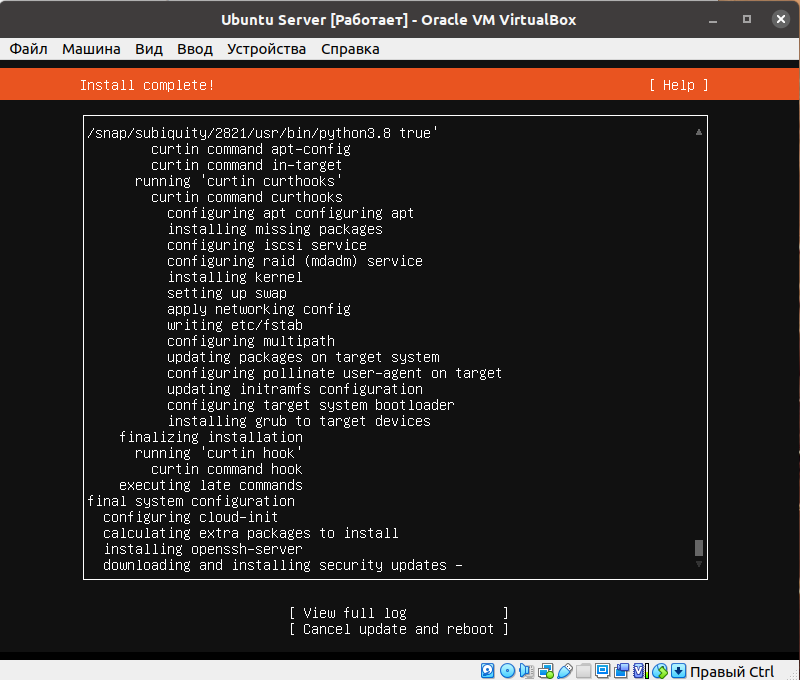 Ubuntu Server [Работает] - Oracle VM VirtualBox
Файл Машина Вид Ввод Устройства Справка
Install complete! [ Help ]
/snap/subiquity/2821/usr/bin/python3.8 true'
curtin command apt-config
curtin command in-target
running 'curtin curthooks'
curtin command curthooks
configuring apt configuring apt
installing missing packages
configuring iscsi service
configuring raid (mdadm) service
installing kernel
setting up swap
apply networking config
writing etc/fstab
configuring multipath
updating packages on target system
configuring pollinate user-agent on target
updating initramfs configuration
configuring target system bootloader
installing grub to target devices
finalizing installation
running 'curtin hook'
curtin command hook
executing late commands
final system configuration
configuring cloud-init
calculating extra packages to install
installing openssh-server
downloading and installing security updates -
[ View full log ]
[ Cancel update and reboot ]
Правый Ctrl